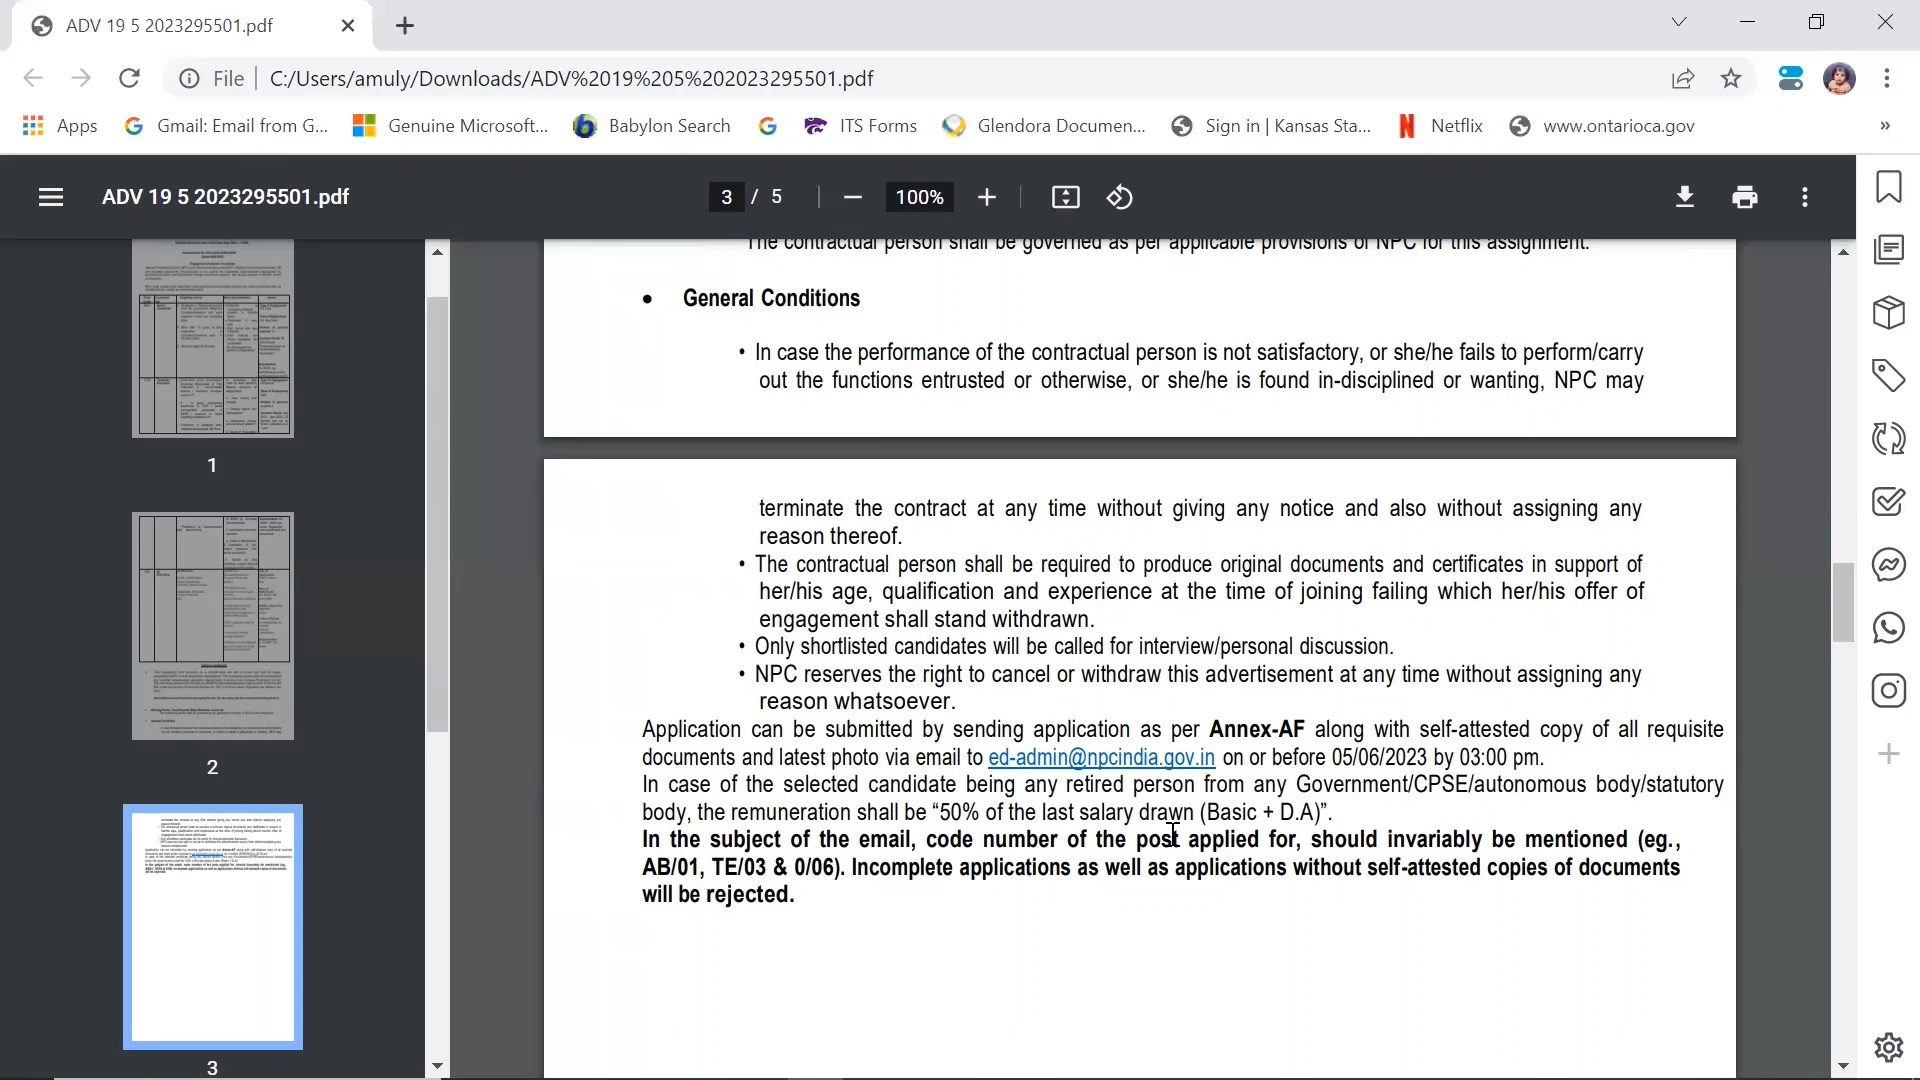 ADV 19 5 2023295501.pdf
File
C:/Users/amuly/Downloads/ADV%2019%205%202023295501.pdf
Apps
Gmail: Email from G...
Genuine Microsoft...
Babylon Search
ITS Forms
Glendora Documen...
Sign in | Kansas Sta...
Netflix
www.ontarioca.gov
»
ADV 19 5 2023295501.pdf
3 / 5
100%
1
2
3
The contractual person shall be governed as per applicable provisions of NPC for this assignment.
• General Conditions
• In case the performance of the contractual person is not satisfactory, or she/he fails to perform/carry
out the functions entrusted or otherwise, or she/he is found in-disciplined or wanting, NPC may
terminate the contract at any time without giving any notice and also without assigning any
reason thereof.
• The contractual person shall be required to produce original documents and certificates in support of
her/his age, qualification and experience at the time of joining failing which her/his offer of
engagement shall stand withdrawn.
• Only shortlisted candidates will be called for interview/personal discussion.
• NPC reserves the right to cancel or withdraw this advertisement at any time without assigning any
reason whatsoever.
Application can be submitted by sending application as per Annex-AF along with self-attested copy of all requisite
documents and latest photo via email to ed-admin@npcindia.gov.in on or before 05/06/2023 by 03:00 pm.
In case of the selected candidate being any retired person from any Government/CPSE/autonomous body/statutory
body, the remuneration shall be “50% of the last salary drawn (Basic + D.A)”.
In the subject of the email, code number of the post applied for, should invariably be mentioned (eg.,
AB/01, TE/03 & 0/06). Incomplete applications as well as applications without self-attested copies of documents
will be rejected.